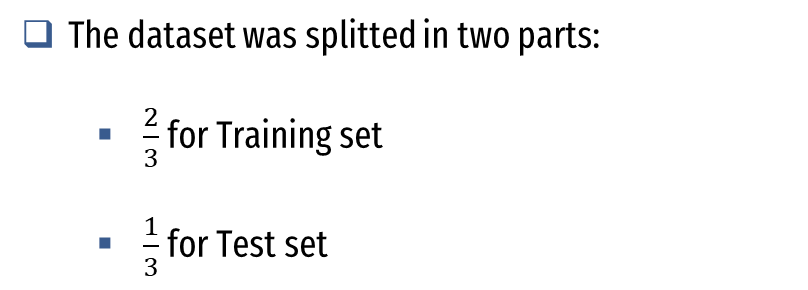 ❑ The dataset was splitted in two parts:
▪ 2/3 for Training set
▪ 1/3 for Test set